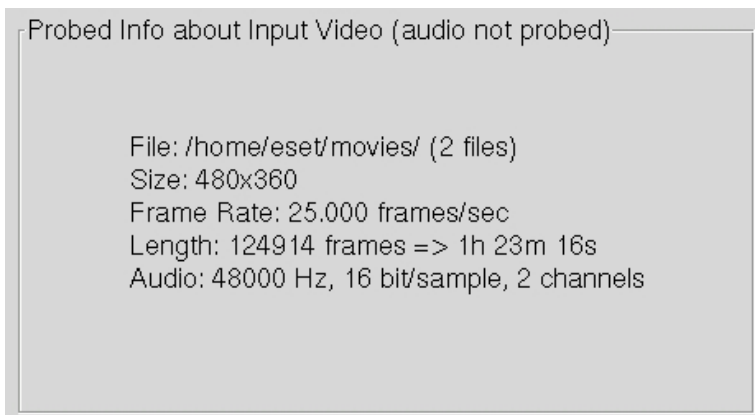 Probed Info about Input Video (audio not probed)
File: /home/eset/movies/ (2 files)
Size: 480x360
Frame Rate: 25.000 frames/sec
Length: 124914 frames => 1h 23m 16s
Audio: 48000 Hz, 16 bit/sample, 2 channels